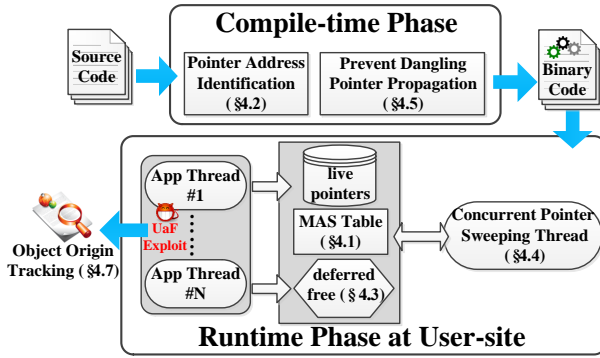 Compile-time Phase
Source
Code
Pointer Address
Identification
(§4.2)
Prevent Dangling
Pointer Propagation
(§4.5)
Binary
Code
App Thread
#1
UaF
Exploit
App Thread
#N
live
pointers
MAS Table
(§4.1)
deferred
free (§4.3)
Concurrent Pointer
Sweeping Thread
(§4.4)
Object Origin
Tracking (§4.7)
Runtime Phase at User-site